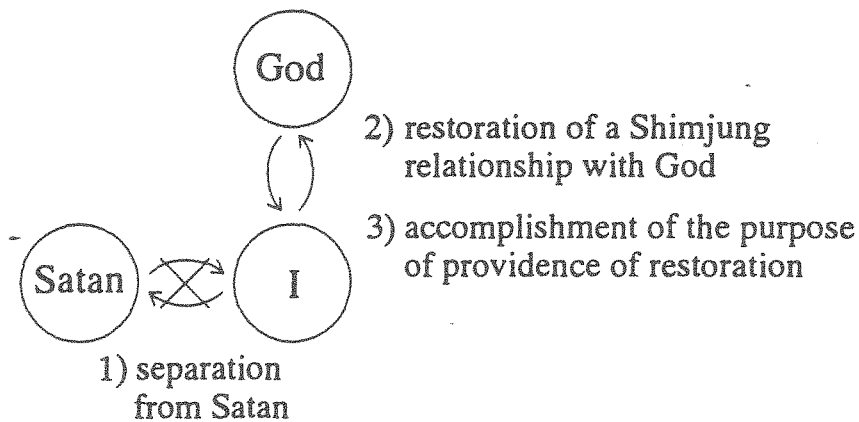 God
2) restoration of a Shimjung
relationship with God
3) accomplishment of the purpose
of providence of restoration
Satan
I
1) separation
from Satan